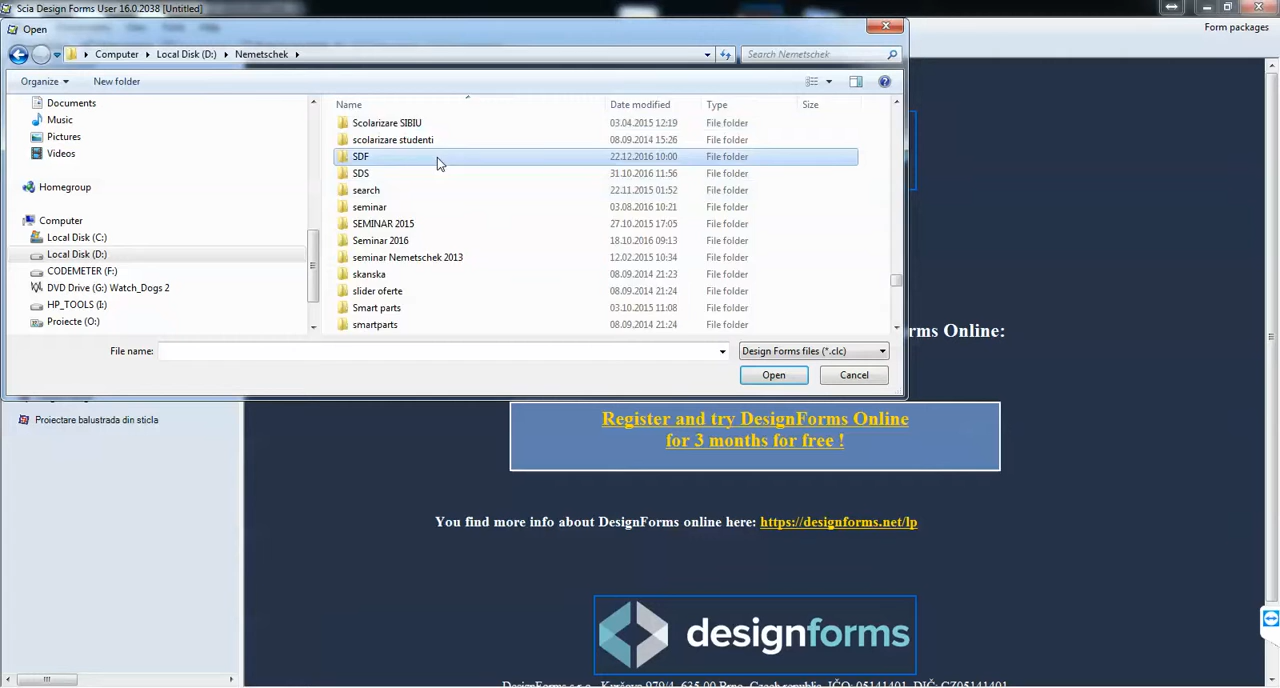 Scia Design Forms User 16.0.2038 [Untitled]
Open
Form packages
Computer
Local Disk (D:)
Nemetschek
Search Nemetschek
Organize
New folder
Name
Date modified
Type
Size
Documents
Music
Pictures
Videos
Homegroup
Computer
Local Disk (C:)
Local Disk (D:)
CODEMETER (F:)
DVD Drive (G:) Watch_Dogs 2
HP_TOOLS (I:)
Proiecte (O:)
Scolarizare SIBIU 03.04.2015 12:19 File folder
scolarizare studenti 08.09.2014 15:26 File folder
SDF 22.12.2016 10:00 File folder
SDS 31.10.2016 11:56 File folder
search 22.11.2015 01:52 File folder
seminar 03.08.2016 10:21 File folder
SEMINAR 2015 27.10.2015 17:05 File folder
Seminar 2016 18.10.2016 09:13 File folder
seminar Nemetschek 2013 12.02.2015 10:34 File folder
skanska 08.09.2014 21:23 File folder
slider oferte 08.09.2014 21:24 File folder
Smart parts 03.10.2015 11:08 File folder
smartparts 08.09.2014 21:24 File folder
File name:
Design Forms files (*.clc)
Open
Cancel
rms Online:
Proiectare balustrada din sticla
Register and try DesignForms Online
for 3 months for free !
You find more info about DesignForms online here: https://designforms.net/lp
designforms